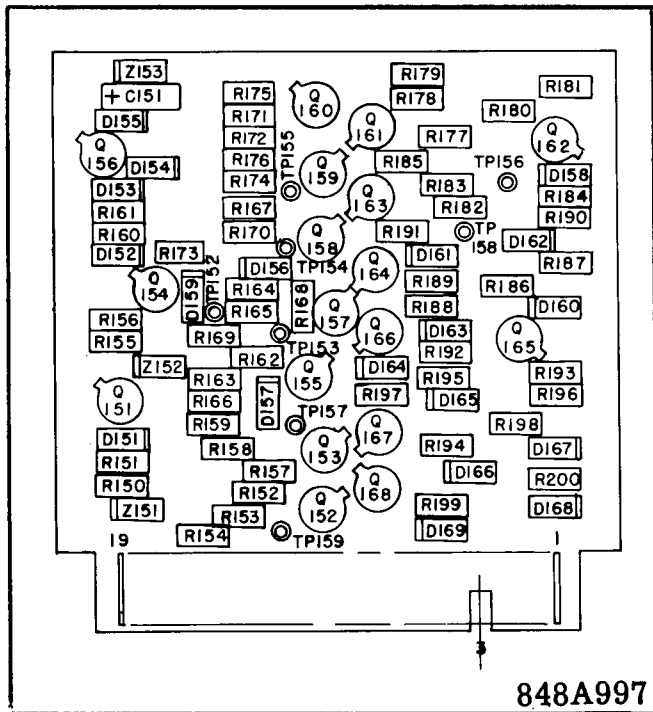 Z153
+ C151
D155
Q 156
D154
D153
R161
R160
D152
R173
Q 154
D159
TP152
R156
R155
Z152
Q 151
D151
R151
R150
Z151
R175
R171
R172
R176
R174
R167
R170
TP155
D156
R164
R165
R168
R169
R162
R163
R166
R159
R158
D157
R157
R152
R153
R154
Q 160
Q 161
Q 159
Q 163
Q 158
TP154
Q 164
Q 157
Q 166
TP153
Q 155
TP157
Q 153
Q 167
Q 168
Q 152
TP159
R179
R178
R177
R185
R183
R182
R191
D161
R189
R188
D163
R192
D164
R197
R195
D165
R194
D166
R199
D169
R181
R180
Q 162
TP156
D158
R184
R190
TP 158
D162
R187
R186
D160
Q 165
R193
R196
R198
D167
R200
D168
19
1
3
848A997